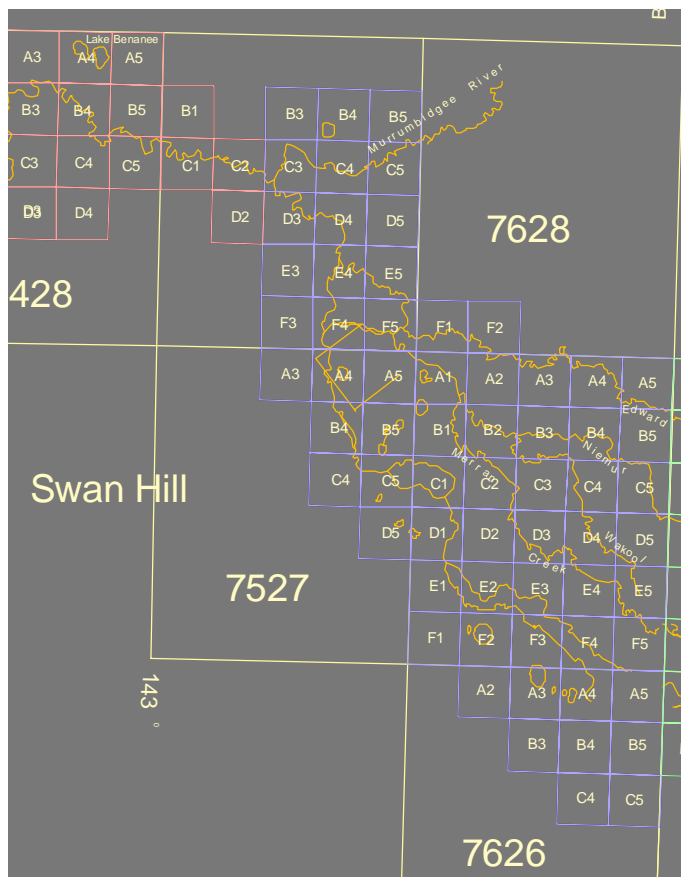 B
Lake Benanee
A3 A4 A5
B3 B4 B5 B1 B3 B4 B5
Murrumbidgee River
C3 C4 C5 C1 C2 C3 C4 C5
D3 D4 D2 D3 D4 D5
7628
E3 E4 E5
428
F3 F4 F5 F1 F2
A3 A4 A5 A1 A2 A3 A4 A5
Edward
B4 B5 B1 B2 B3 B4 B5
Niemur
Merran
C4 C5 C1 C2 C3 C4 C5
Swan Hill
D5 D1 D2 D3 D4 D5
Wakool
Creek
7527
E1 E2 E3 E4 E5
F1 F2 F3 F4 F5
143°
A2 A3 A4 A5
B3 B4 B5
C4 C5
7626